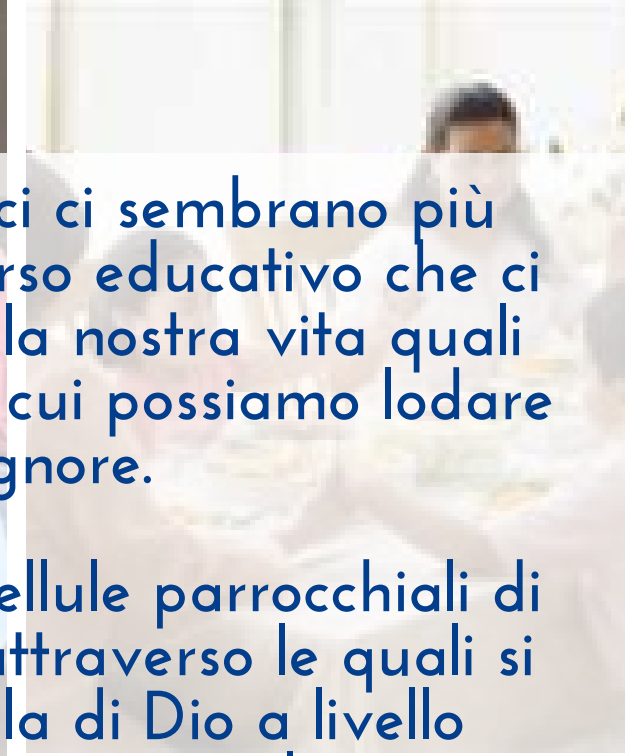 ci ci sembrano più
rso educativo che ci
la nostra vita quali
cui possiamo lodare
gnore.
ellule parrocchiali di
attraverso le quali si
la di Dio a livello